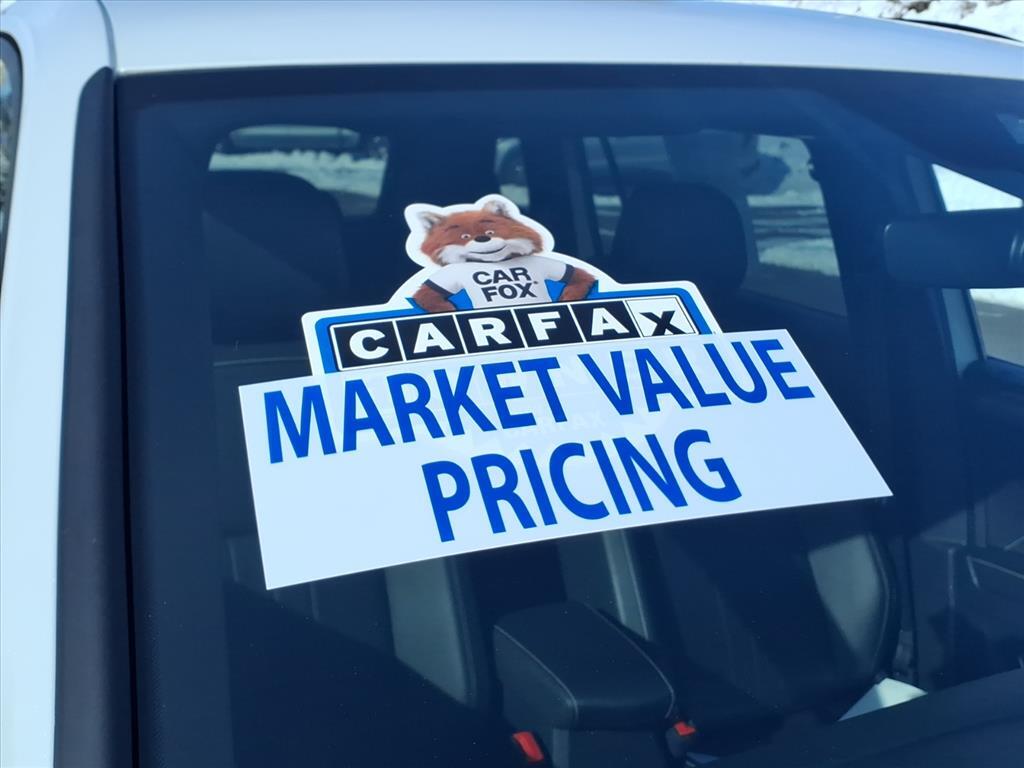 CAR
FOX
CARFAX
MARKET VALUE
PRICING